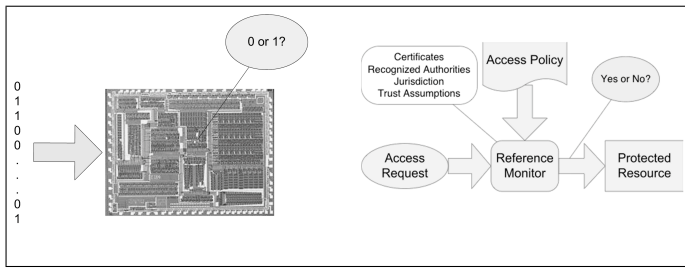 0 or 1?
0
1
1
0
0
.
.
.
0
1
Certificates
Recognized Authorities
Jurisdiction
Trust Assumptions
Access Policy
Yes or No?
Access
Request
Reference
Monitor
Protected
Resource